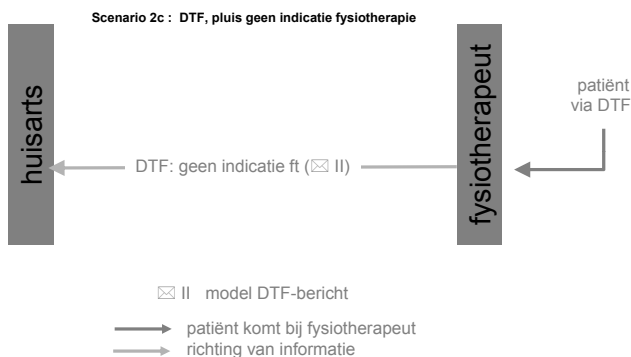 Scenario 2c : DTF, pluis geen indicatie fysiotherapie
huisarts
DTF: geen indicatie ft (✉ II)
fysiotherapeut
patiënt
via DTF
✉ II model DTF-bericht
patiënt komt bij fysiotherapeut
richting van informatie